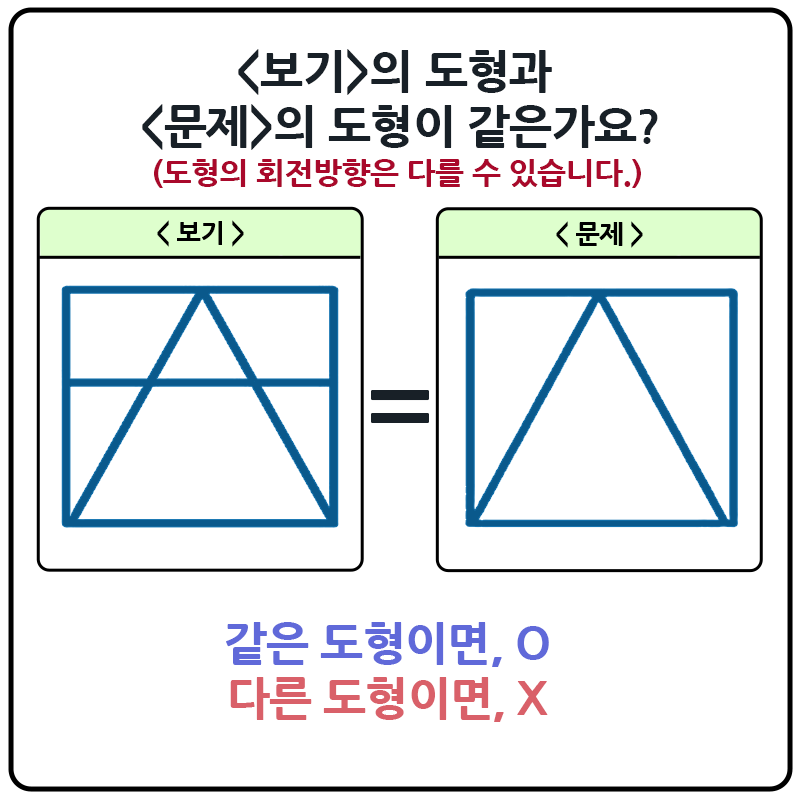 <보기>의 도형과
<문제>의 도형이 같은가요?
(도형의 회전방향은 다를 수 있습니다.)
< 보기 >
< 문제 >
=
같은 도형이면, O
다른 도형이면, X